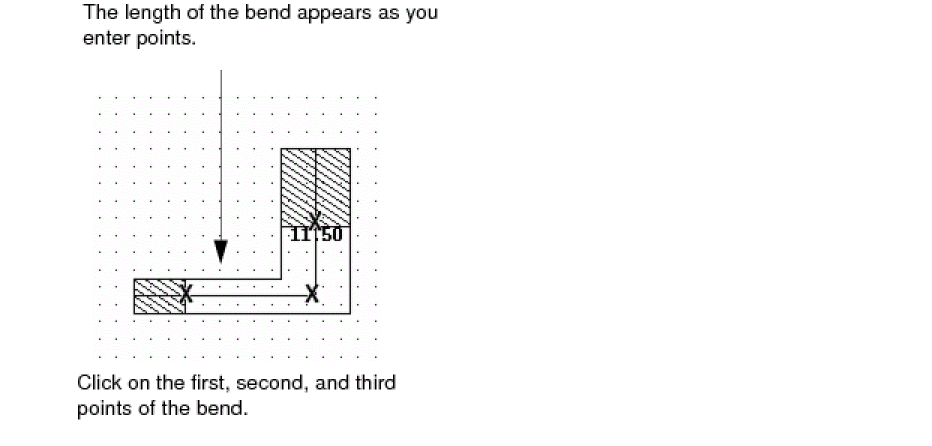 The length of the bend appears as you
enter points.
11.50
Click on the first, second, and third
points of the bend.